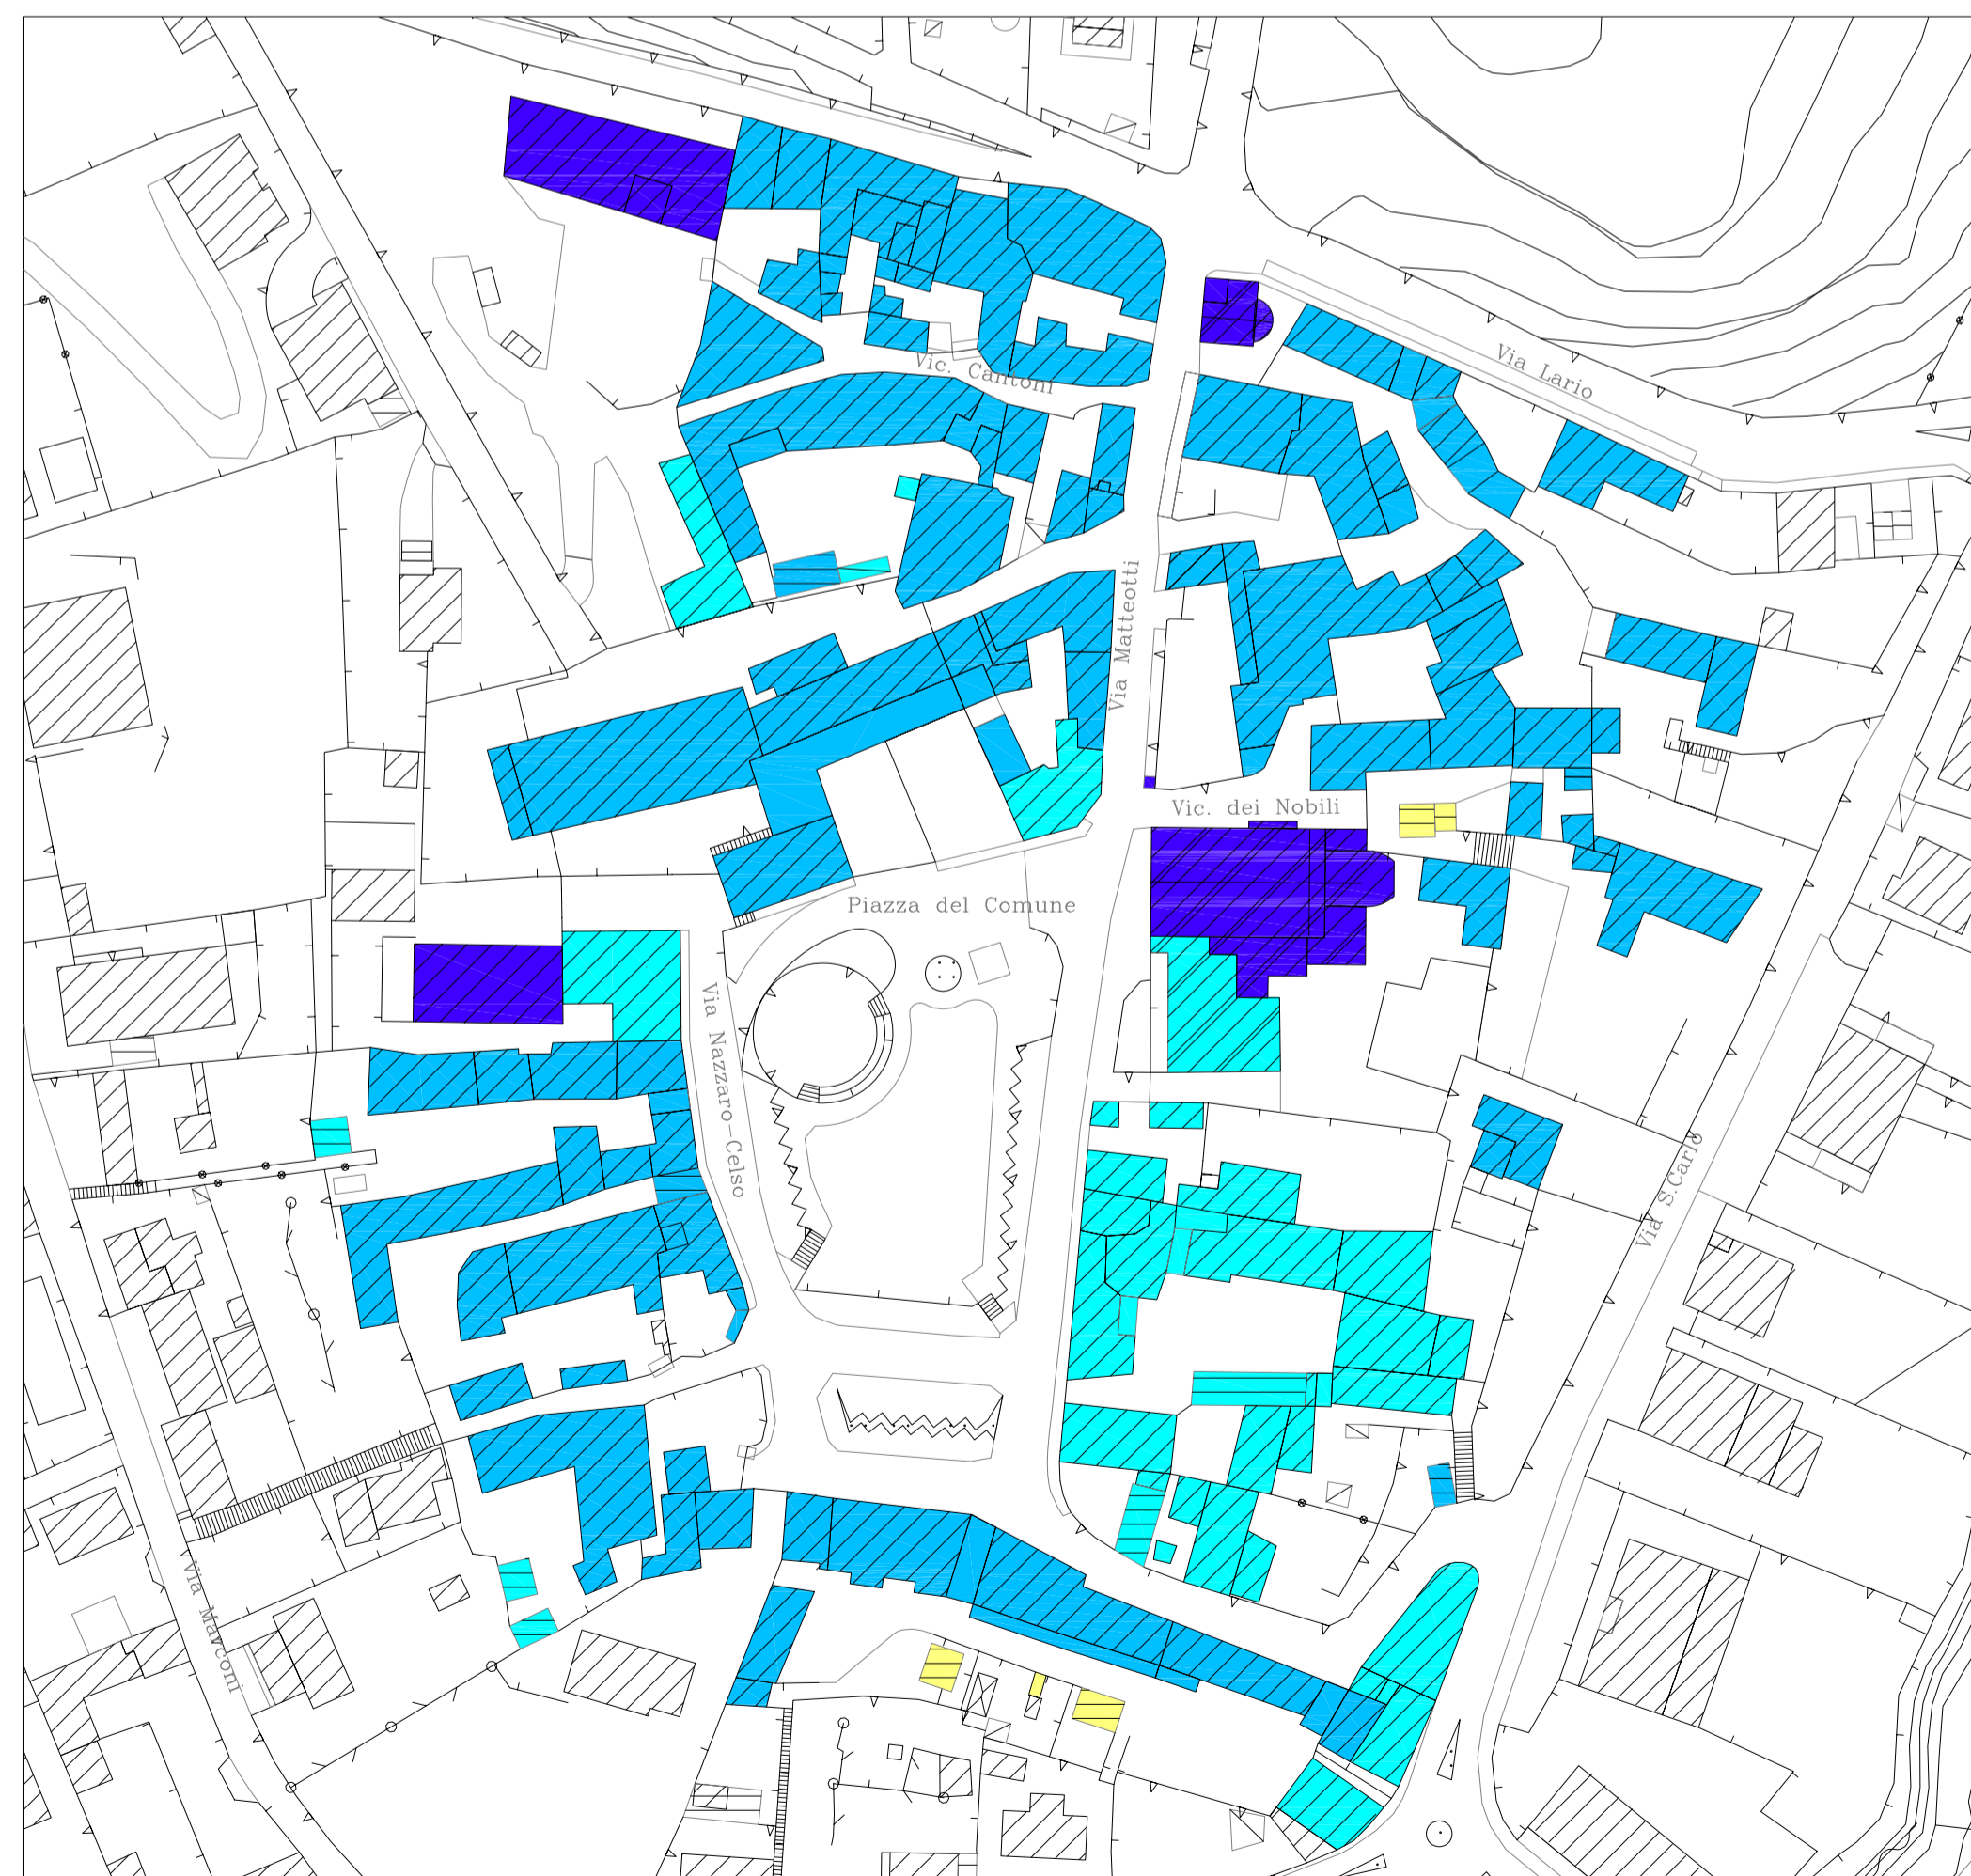 Vic. Cantoni
Via Lario
Via Matteotti
Vic. dei Nobili
Piazza del Comune
Via Nazzaro-Celso
Via S.Carlo
Via Marconi